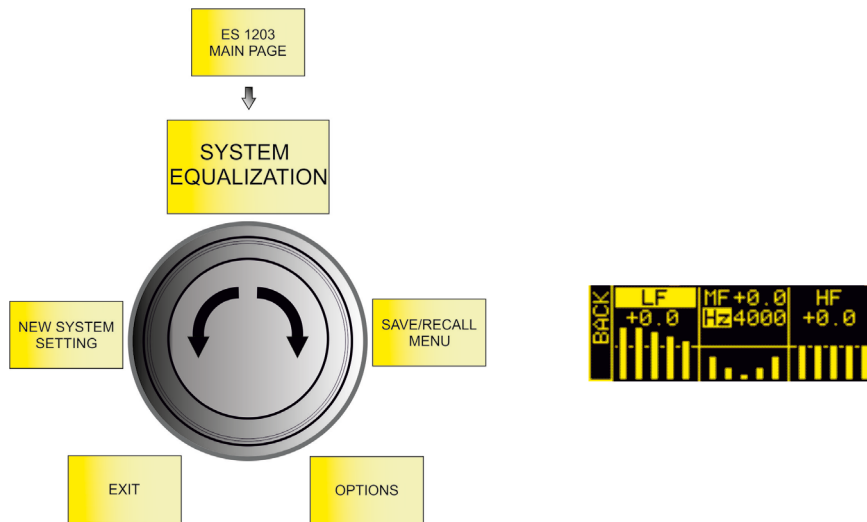 ES 1203
MAIN PAGE
SYSTEM
EQUALIZATION
NEW SYSTEM
SETTING
SAVE/RECALL
MENU
EXIT
OPTIONS
BACK
LF
+0.0
MF+0.0
Hz4000
HF
+0.0